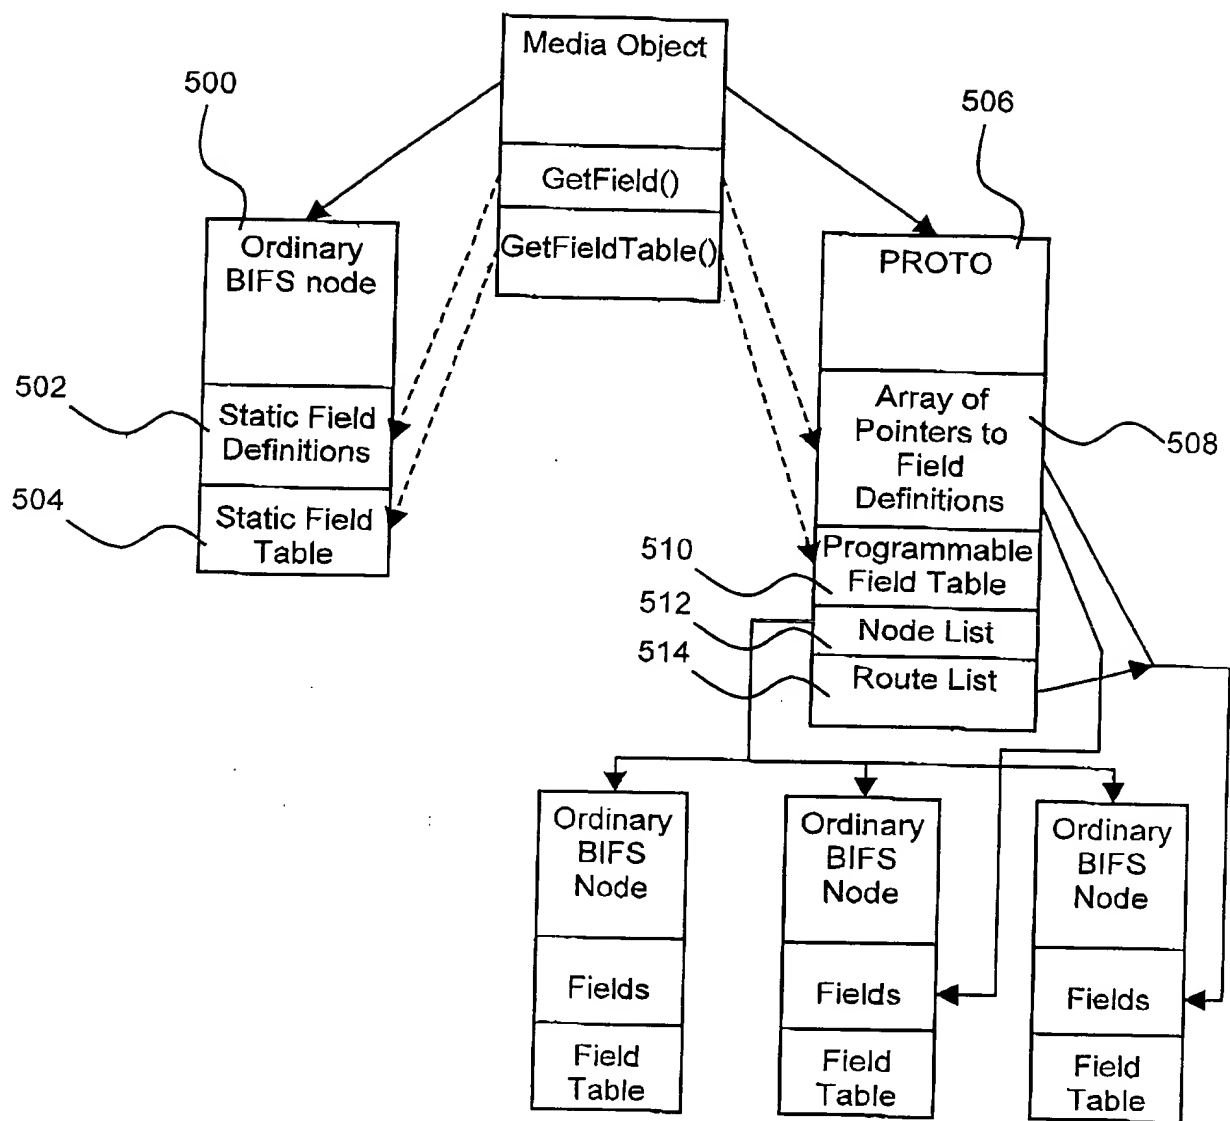 Media Object
GetField()
GetFieldTable()
500
Ordinary
BIFS node
502
Static Field
Definitions
504
Static Field
Table
506
PROTO
Array of
Pointers to
Field
Definitions
508
Programmable
Field Table
510
Node List
512
Route List
514
Ordinary
BIFS
Node
Fields
Field
Table
Ordinary
BIFS
Node
Fields
Field
Table
Ordinary
BIFS
Node
Fields
Field
Table